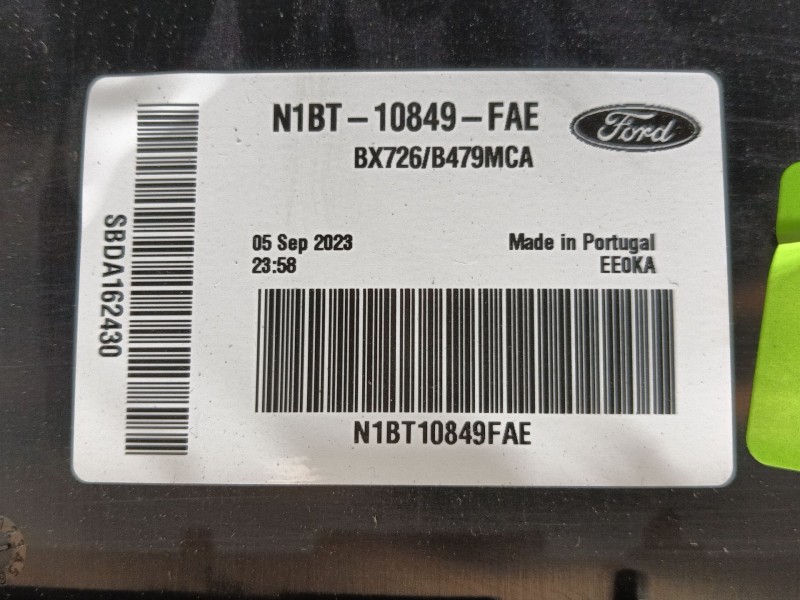 N1BT-10849-FAE
Ford
BX726/B479MCA
05 Sep 2023
Made in Portugal
23:58
EE0KA
SBDA162430
N1BT10849FAE